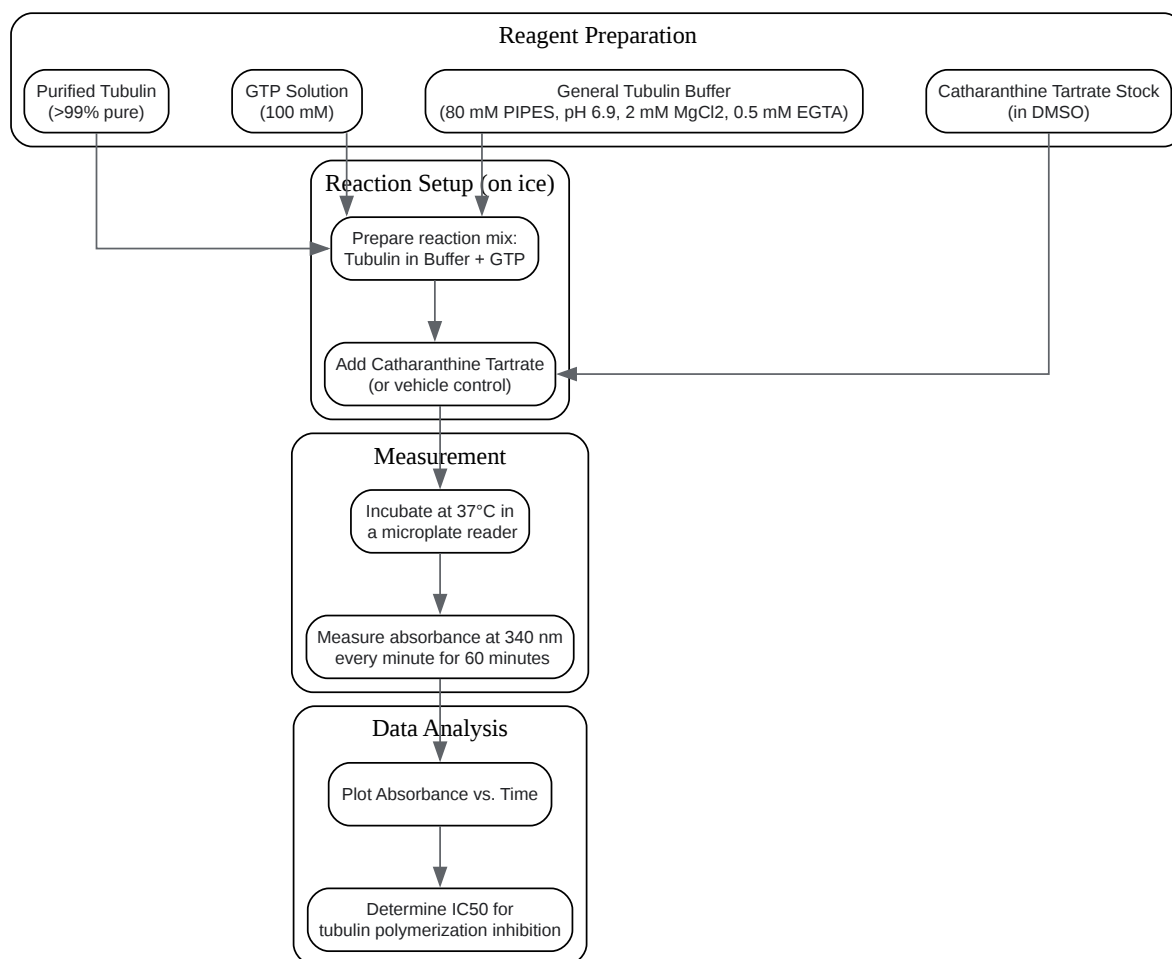 Reagent Preparation
Purified Tubulin
(>99% pure)
GTP Solution
(100 mM)
General Tubulin Buffer
(80 mM PIPES, pH 6.9, 2 mM MgCl2, 0.5 mM EGTA)
Catharanthine Tartrate Stock
(in DMSO)
Reaction Setup (on ice)
Prepare reaction mix:
Tubulin in Buffer + GTP
Add Catharanthine Tartrate
(or vehicle control)
Measurement
Incubate at 37°C in
a microplate reader
Measure absorbance at 340 nm
every minute for 60 minutes
Data Analysis
Plot Absorbance vs. Time
Determine IC50 for
tubulin polymerization inhibition